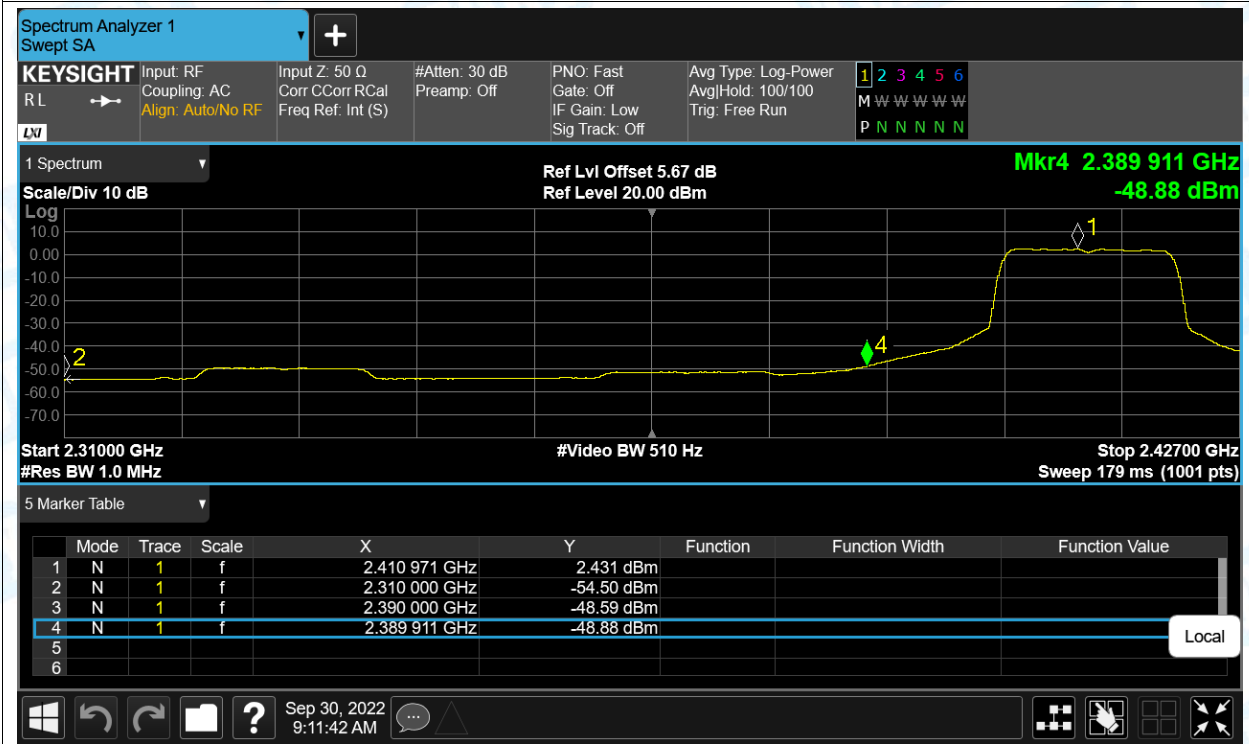 Spectrum Analyzer 1
Swept SA
KEYSIGHT
R L
LXI
Input: RF
Coupling: AC
Align: Auto/No RF
Input Z: 50 Ω
Corr CCorr RCal
Freq Ref: Int (S)
#Atten: 30 dB
Preamp: Off
PNO: Fast
Gate: Off
IF Gain: Low
Sig Track: Off
Avg Type: Log-Power
Avg|Hold: 100/100
Trig: Free Run
1 2 3 4 5 6
M W W W W W
P N N N N N
1 Spectrum
Scale/Div 10 dB
Ref Lvl Offset 5.67 dB
Ref Level 20.00 dBm
Mkr4 2.389 911 GHz
-48.88 dBm
Log
10.0
0.00
-10.0
-20.0
-30.0
-40.0
-50.0
-60.0
-70.0
1
2
4
Start 2.31000 GHz
#Res BW 1.0 MHz
#Video BW 510 Hz
Stop 2.42700 GHz
Sweep 179 ms (1001 pts)
5 Marker Table
Mode Trace Scale X Y Function Function Width Function Value
1 N 1 f 2.410 971 GHz 2.431 dBm
2 N 1 f 2.310 000 GHz -54.50 dBm
3 N 1 f 2.390 000 GHz -48.59 dBm
4 N 1 f 2.389 911 GHz -48.88 dBm
5
6
Local
?
Sep 30, 2022
9:11:42 AM